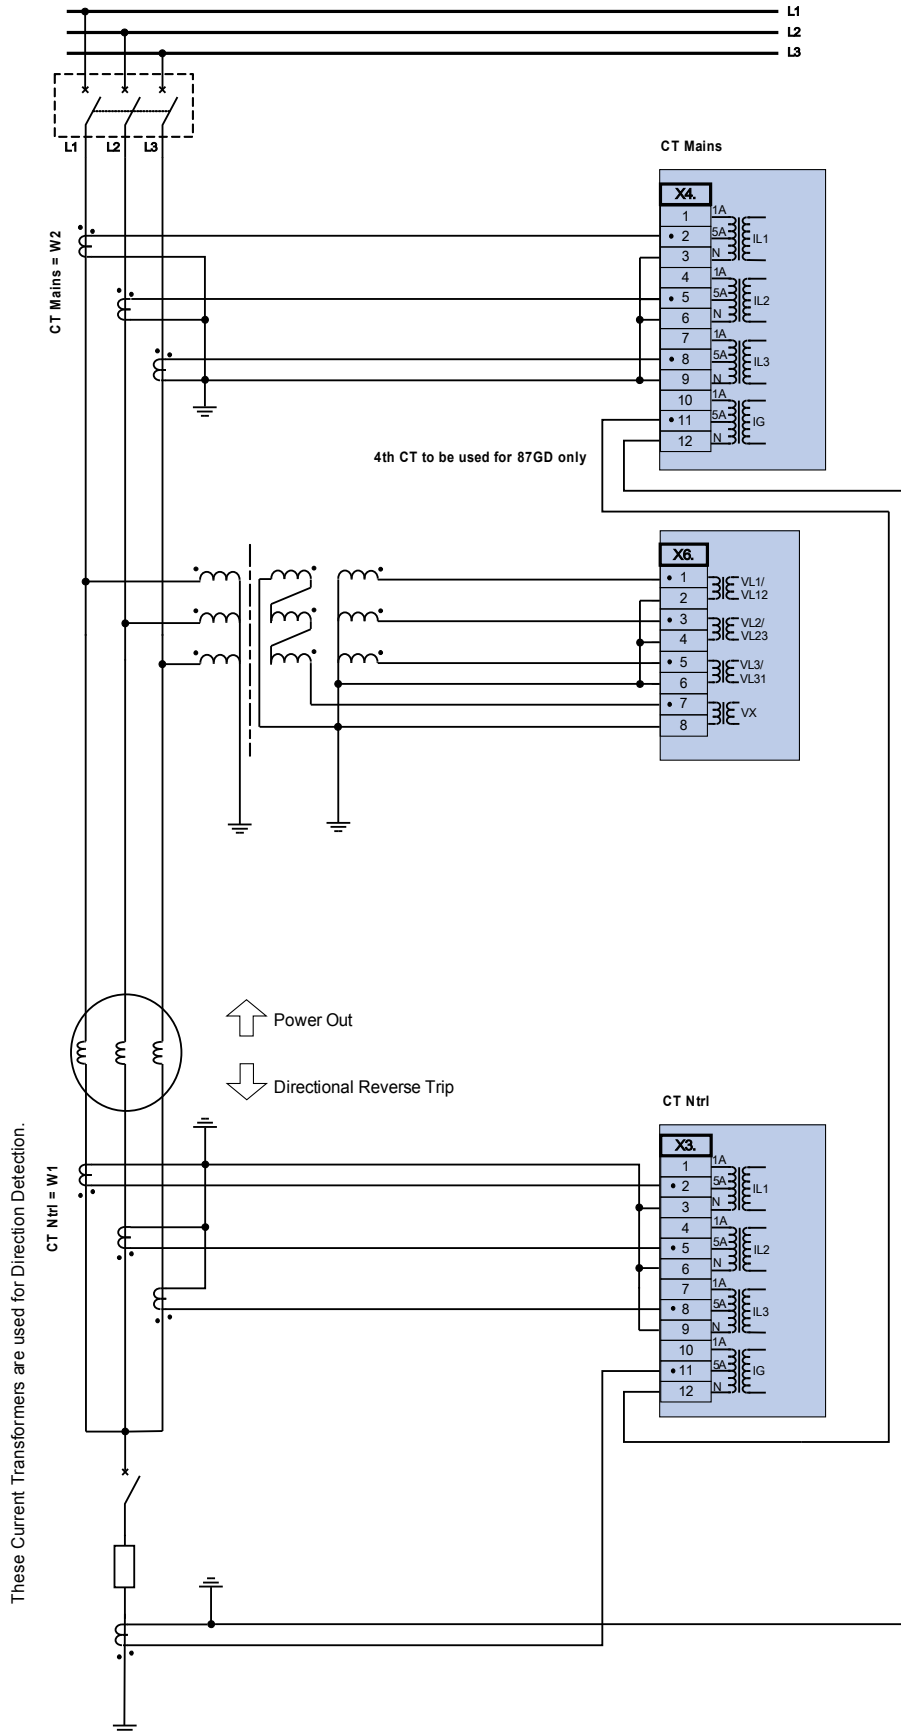 L1
L2
L3
L1 L2 L3
CT Mains = W2
CT Mains
X4.
1 1A
2 5A IL1
3 N
4 1A
5 5A IL2
6 N
7 1A
8 5A IL3
9 N
10 1A
11 5A IG
12 N
4th CT to be used for 87GD only
X6.
1 VL1/
2 VL12
3 VL2/
4 VL23
5 VL3/
6 VL31
7 VX
8
Power Out
Directional Reverse Trip
These Current Transformers are used for Direction Detection.
CT Ntrl = W1
CT Ntrl
X3.
1 1A
2 5A IL1
3 N
4 1A
5 5A IL2
6 N
7 1A
8 5A IL3
9 N
10 1A
11 5A IG
12 N